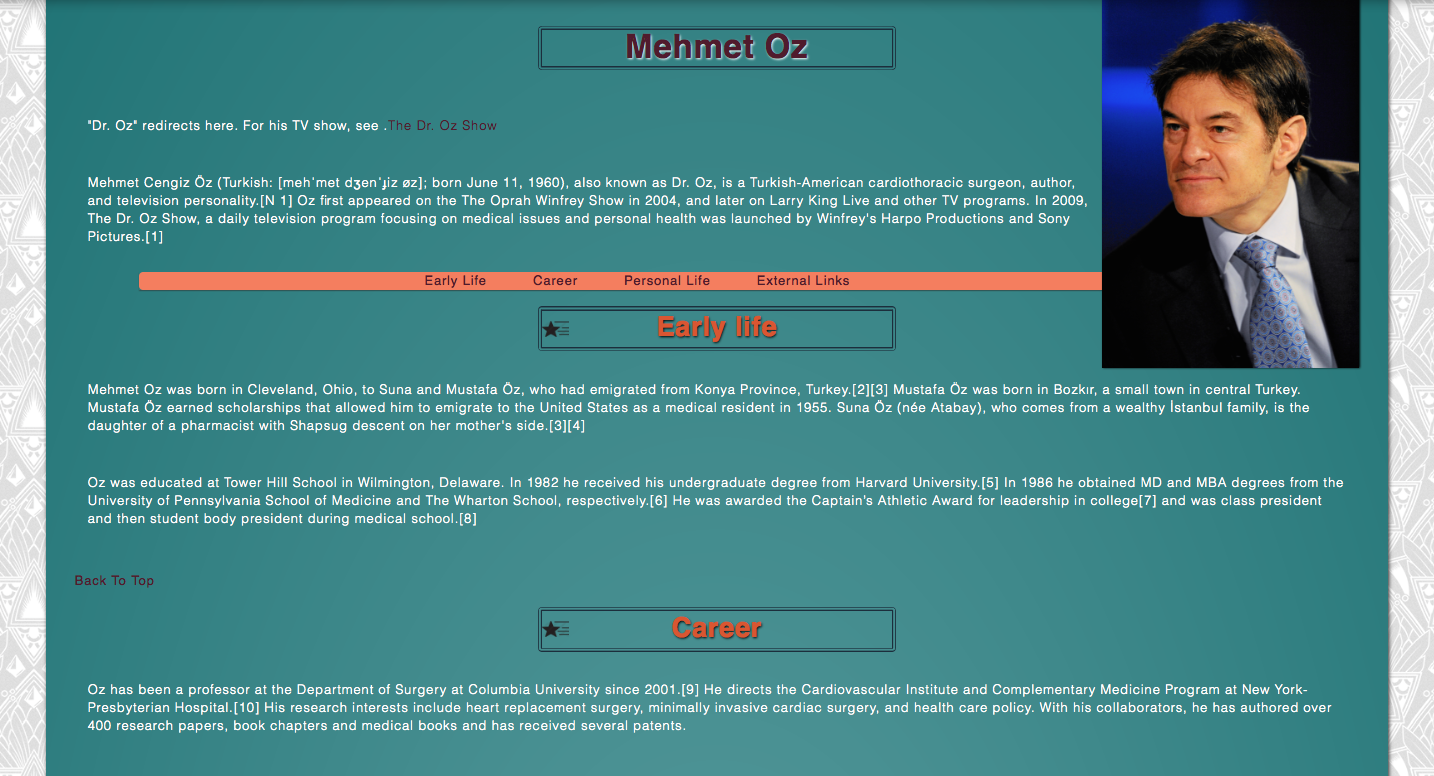 Mehmet Oz
"Dr. Oz" redirects here. For his TV show, see .The Dr. Oz Show
Mehmet Cengiz Öz (Turkish: [meh'met dʒen'ɟiz øz]; born June 11, 1960), also known as Dr. Oz, is a Turkish-American cardiothoracic surgeon, author,
and television personality.[N 1] Oz first appeared on the The Oprah Winfrey Show in 2004, and later on Larry King Live and other TV programs. In 2009,
The Dr. Oz Show, a daily television program focusing on medical issues and personal health was launched by Winfrey's Harpo Productions and Sony
Pictures.[1]
Early Life Career Personal Life External Links
Early life
Mehmet Oz was born in Cleveland, Ohio, to Suna and Mustafa Öz, who had emigrated from Konya Province, Turkey.[2][3] Mustafa Öz was born in Bozkır, a small town in central Turkey.
Mustafa Öz earned scholarships that allowed him to emigrate to the United States as a medical resident in 1955. Suna Öz (née Atabay), who comes from a wealthy İstanbul family, is the
daughter of a pharmacist with Shapsug descent on her mother's side.[3][4]
Oz was educated at Tower Hill School in Wilmington, Delaware. In 1982 he received his undergraduate degree from Harvard University.[5] In 1986 he obtained MD and MBA degrees from the
University of Pennsylvania School of Medicine and The Wharton School, respectively.[6] He was awarded the Captain's Athletic Award for leadership in college[7] and was class president
and then student body president during medical school.[8]
Back To Top
Career
Oz has been a professor at the Department of Surgery at Columbia University since 2001.[9] He directs the Cardiovascular Institute and Complementary Medicine Program at New York-
Presbyterian Hospital.[10] His research interests include heart replacement surgery, minimally invasive cardiac surgery, and health care policy. With his collaborators, he has authored over
400 research papers, book chapters and medical books and has received several patents.